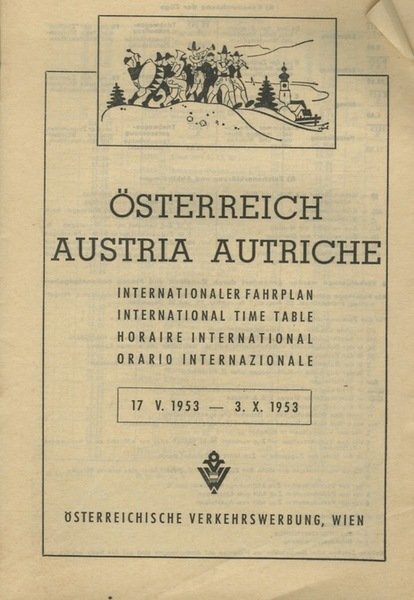 ÖSTERREICH
AUSTRIA AUTRICHE
INTERNATIONALER FAHRPLAN
INTERNATIONAL TIME TABLE
HORAIRE INTERNATIONAL
ORARIO INTERNAZIONALE
17 V. 1953 — 3. X. 1953
ÖSTERREICHISCHE VERKEHRSWERBUNG, WIEN